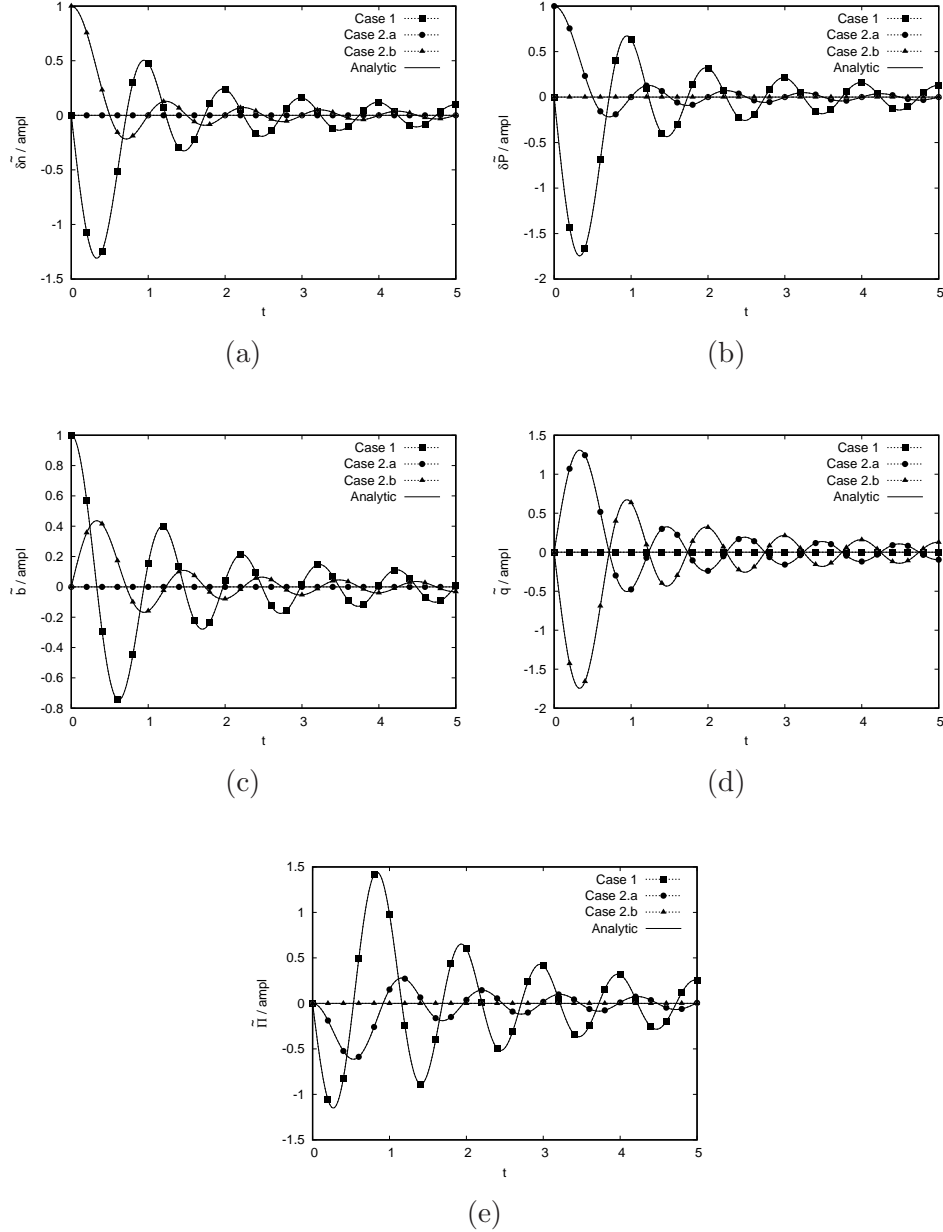 1
0.5
0
-0.5
-1
-1.5
0 1 2 3 4 5
δñ / ampl
t
Case 1
Case 2.a
Case 2.b
Analytic
(a)
1
0.5
0
-0.5
-1
-1.5
-2
0 1 2 3 4 5
δP̃ / ampl
t
Case 1
Case 2.a
Case 2.b
Analytic
(b)
1
0.8
0.6
0.4
0.2
0
-0.2
-0.4
-0.6
-0.8
0 1 2 3 4 5
b̃ / ampl
t
Case 1
Case 2.a
Case 2.b
Analytic
(c)
1.5
1
0.5
0
-0.5
-1
-1.5
-2
0 1 2 3 4 5
q̃ / ampl
t
Case 1
Case 2.a
Case 2.b
Analytic
(d)
1.5
1
0.5
0
-0.5
-1
-1.5
0 1 2 3 4 5
Π̃ / ampl
t
Case 1
Case 2.a
Case 2.b
Analytic
(e)